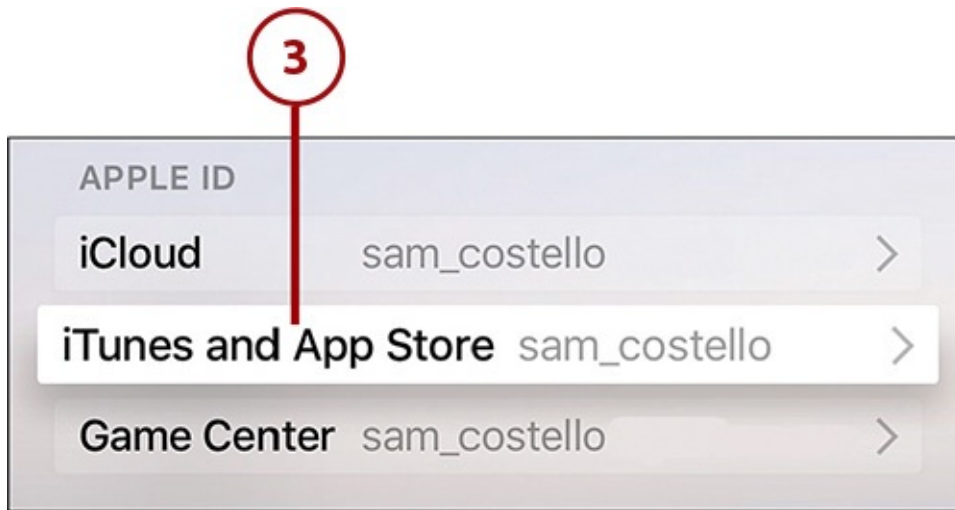 3
APPLE ID
iCloud sam_costello
iTunes and App Store sam_costello
Game Center sam_costello